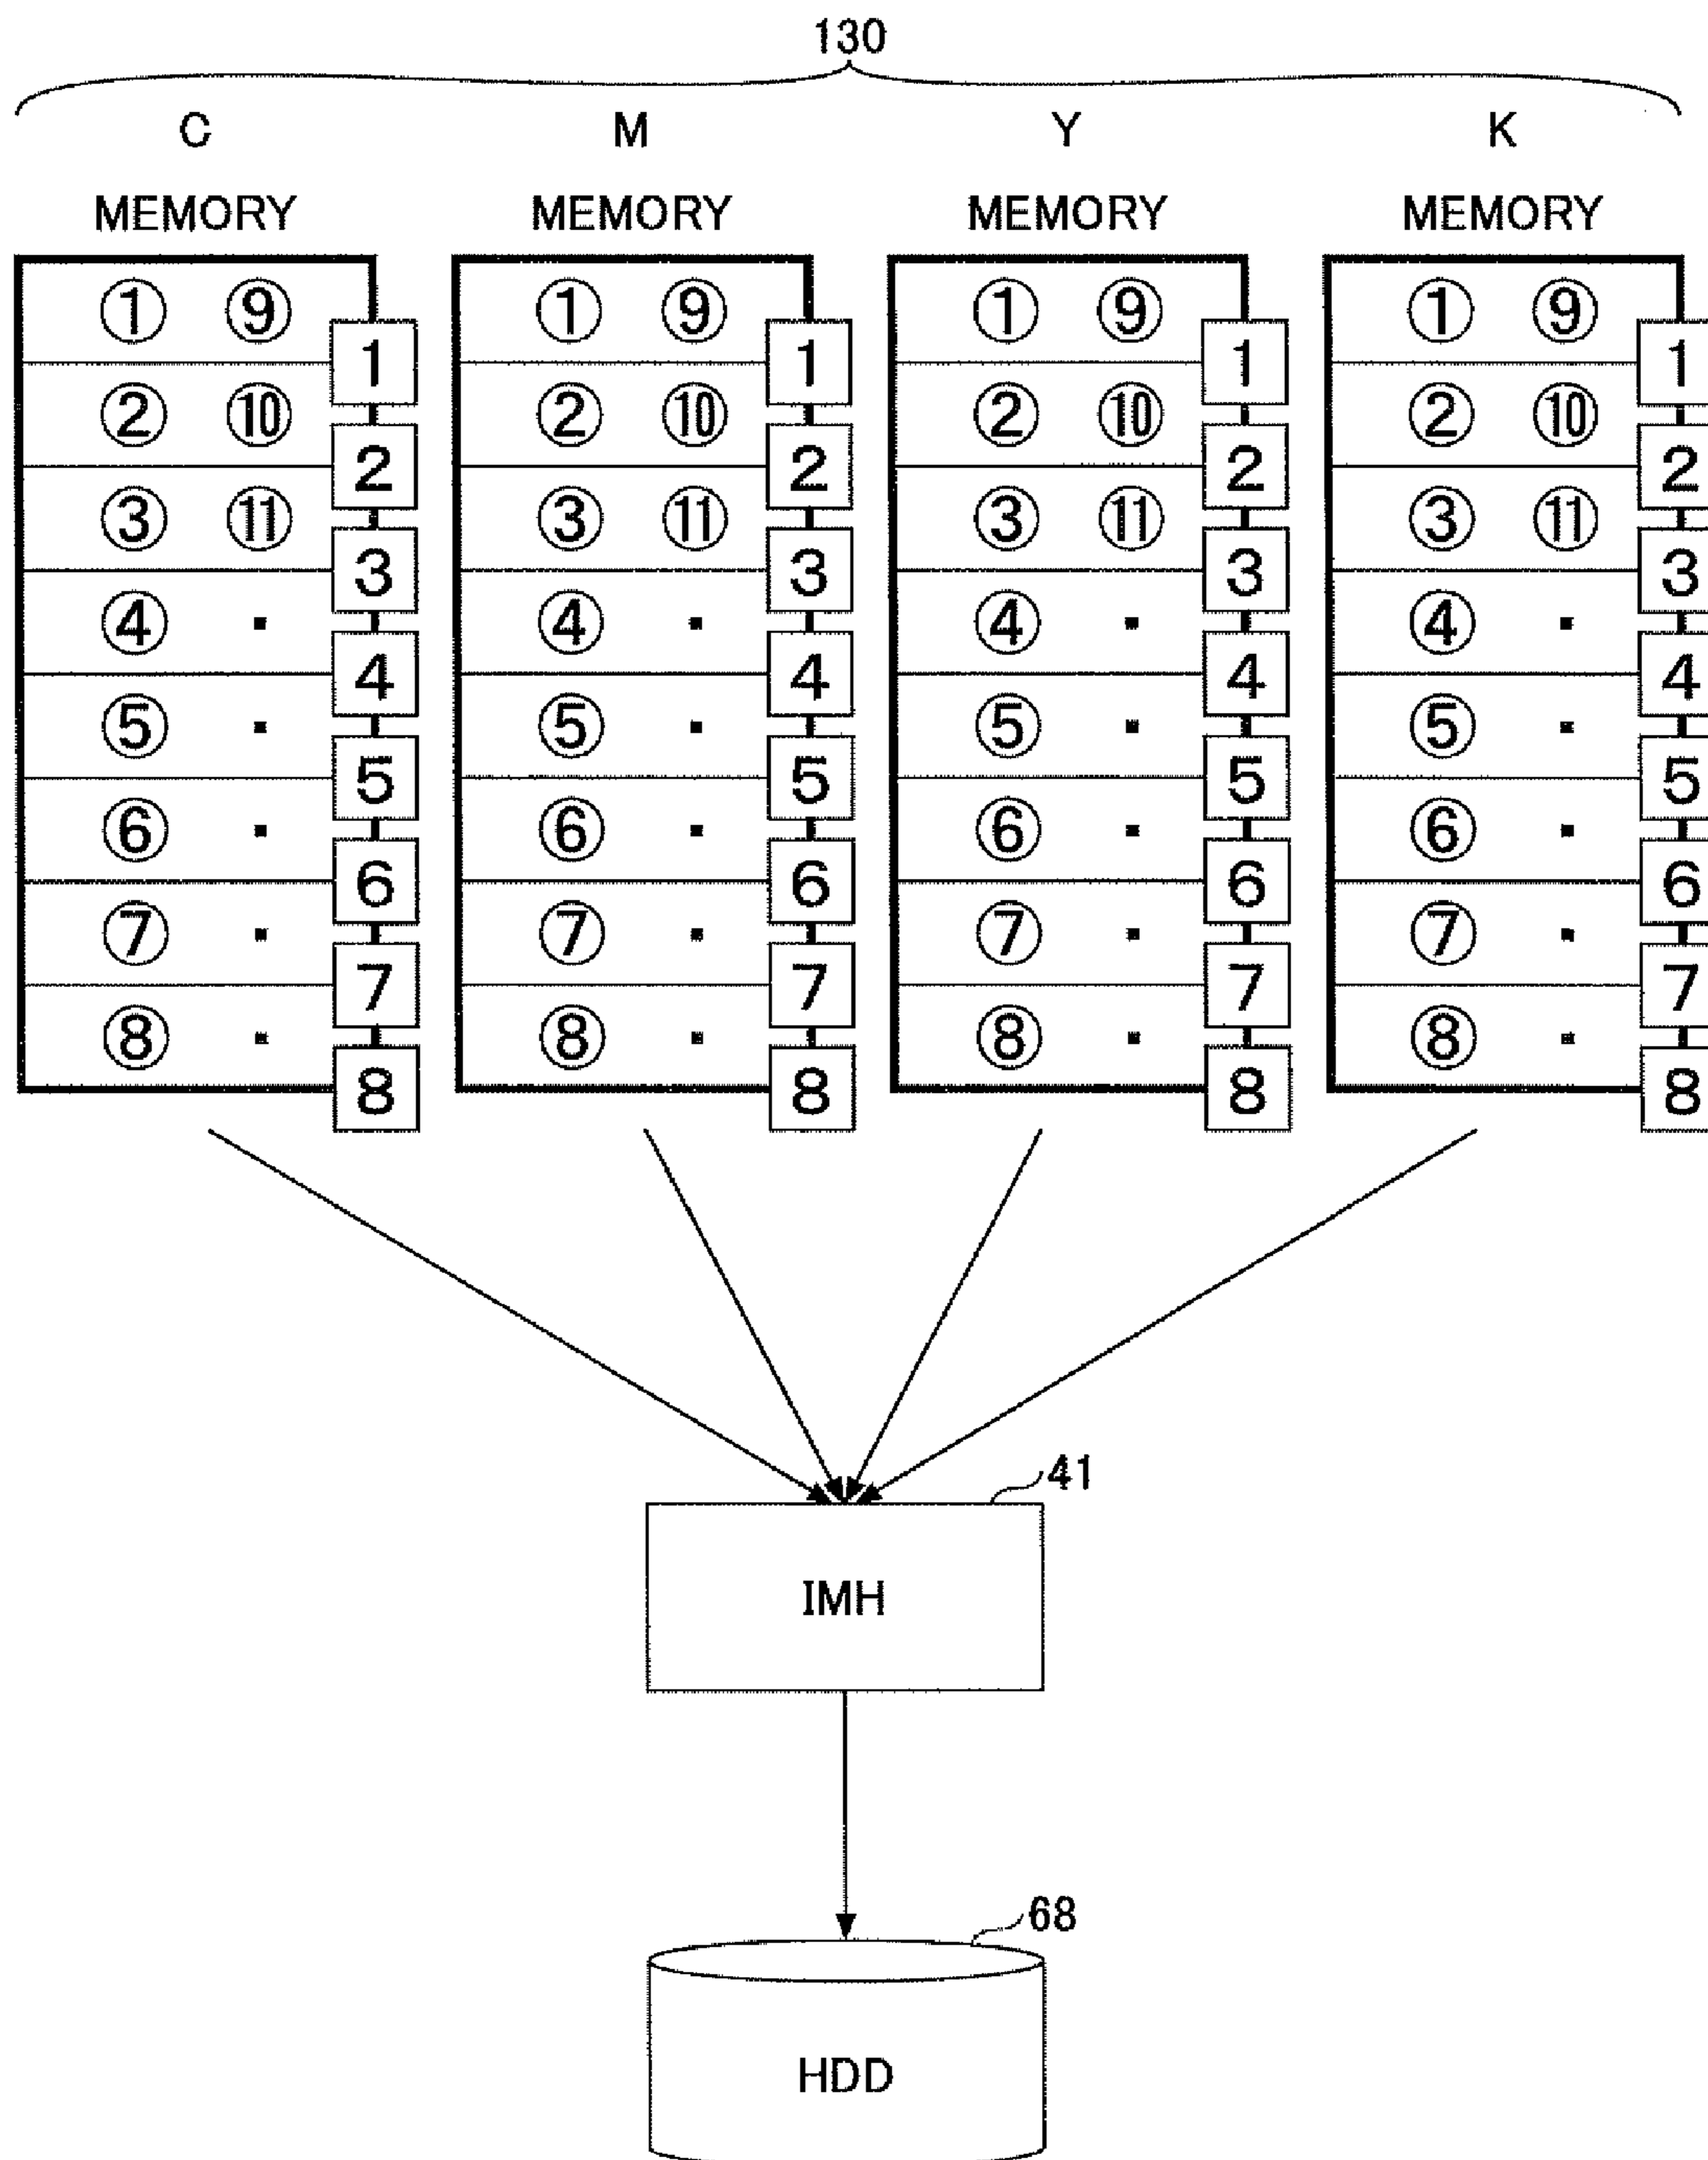 130
C M Y K
MEMORY MEMORY MEMORY MEMORY
① ⑨ ① ⑨ ① ⑨ ① ⑨
1 1 1 1
② ⑩ ② ⑩ ② ⑩ ② ⑩
2 2 2 2
③ ⑪ ③ ⑪ ③ ⑪ ③ ⑪
3 3 3 3
④ · ④ · ④ · ④ ·
4 4 4 4
⑤ · ⑤ · ⑤ · ⑤ ·
5 5 5 5
⑥ · ⑥ · ⑥ · ⑥ ·
6 6 6 6
⑦ · ⑦ · ⑦ · ⑦ ·
7 7 7 7
⑧ · ⑧ · ⑧ · ⑧ ·
8 8 8 8
41
IMH
68
HDD